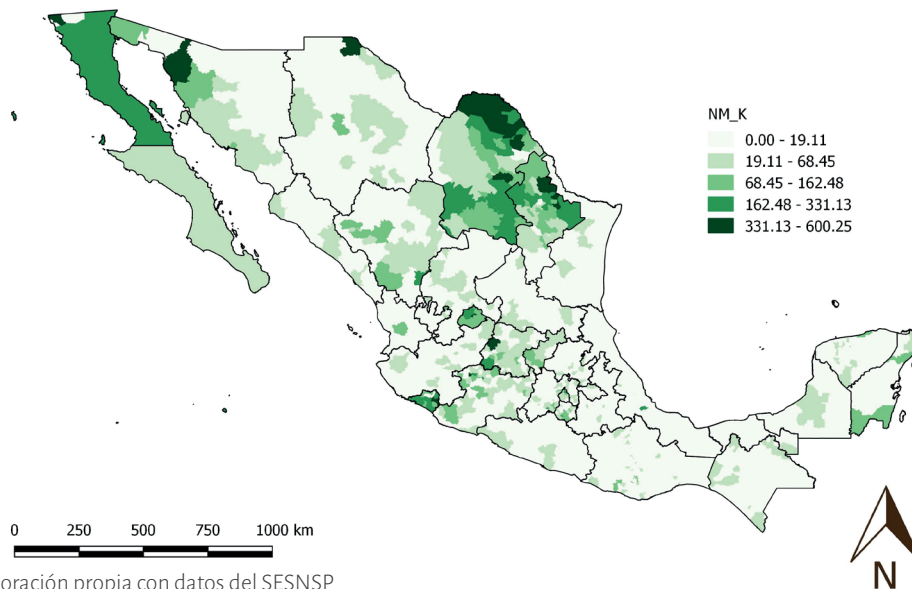 NM_K
0.00 - 19.11
19.11 - 68.45
68.45 - 162.48
162.48 - 331.13
331.13 - 600.25
0 250 500 750 1000 km
N
oración propia con datos del SESNSP